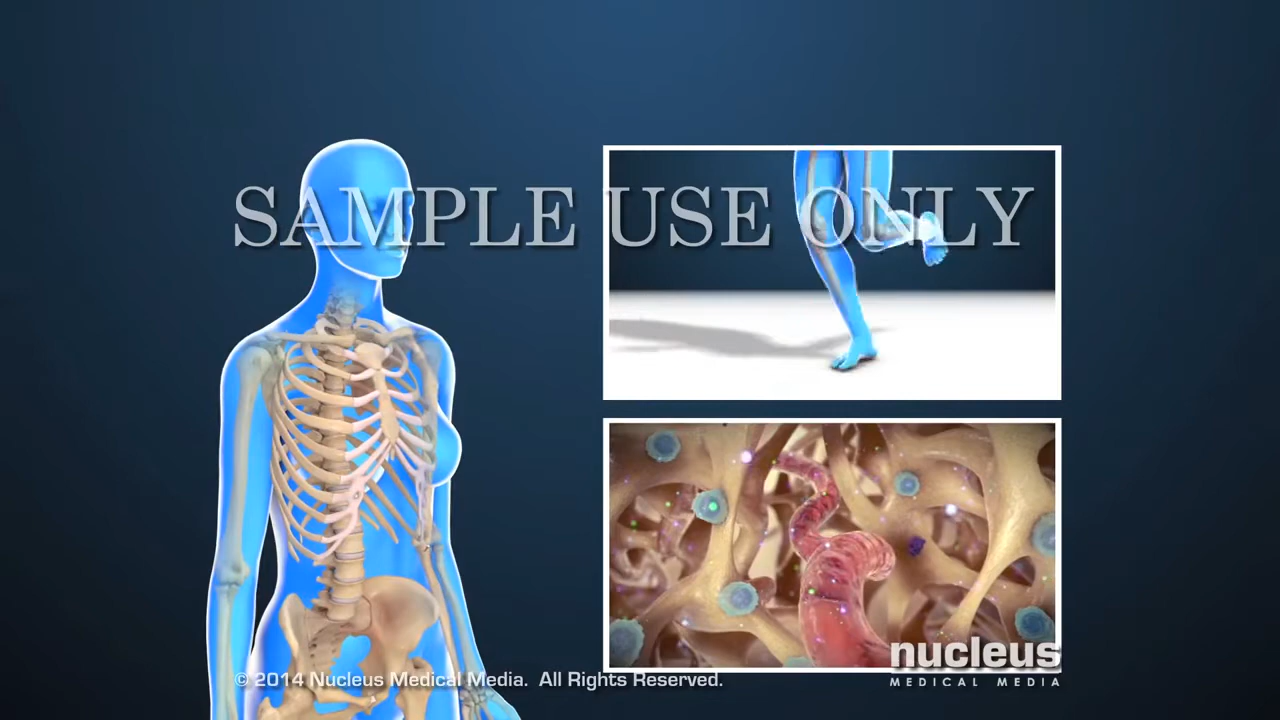 SAMPLE USE ONLY
nucleus
MEDICAL MEDIA
© 2014 Nucleus Medical Media. All Rights Reserved.